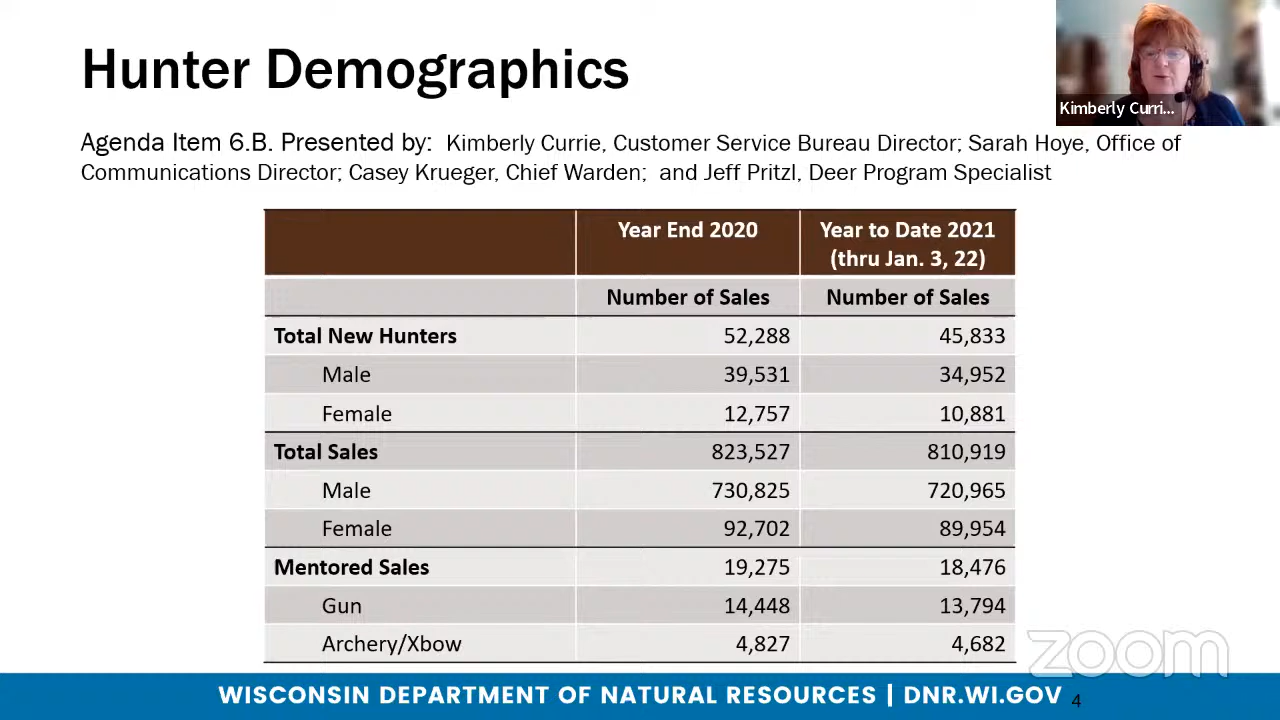 Hunter Demographics
Kimberly Curri...
Agenda Item 6.B. Presented by: Kimberly Currie, Customer Service Bureau Director; Sarah Hoye, Office of
Communications Director; Casey Krueger, Chief Warden; and Jeff Pritzl, Deer Program Specialist
Year End 2020 Year to Date 2021
(thru Jan. 3, 22)
Number of Sales Number of Sales
Total New Hunters 52,288 45,833
Male 39,531 34,952
Female 12,757 10,881
Total Sales 823,527 810,919
Male 730,825 720,965
Female 92,702 89,954
Mentored Sales 19,275 18,476
Gun 14,448 13,794
Archery/Xbow 4,827 4,682
zoom
WISCONSIN DEPARTMENT OF NATURAL RESOURCES | DNR.WI.GOV 4